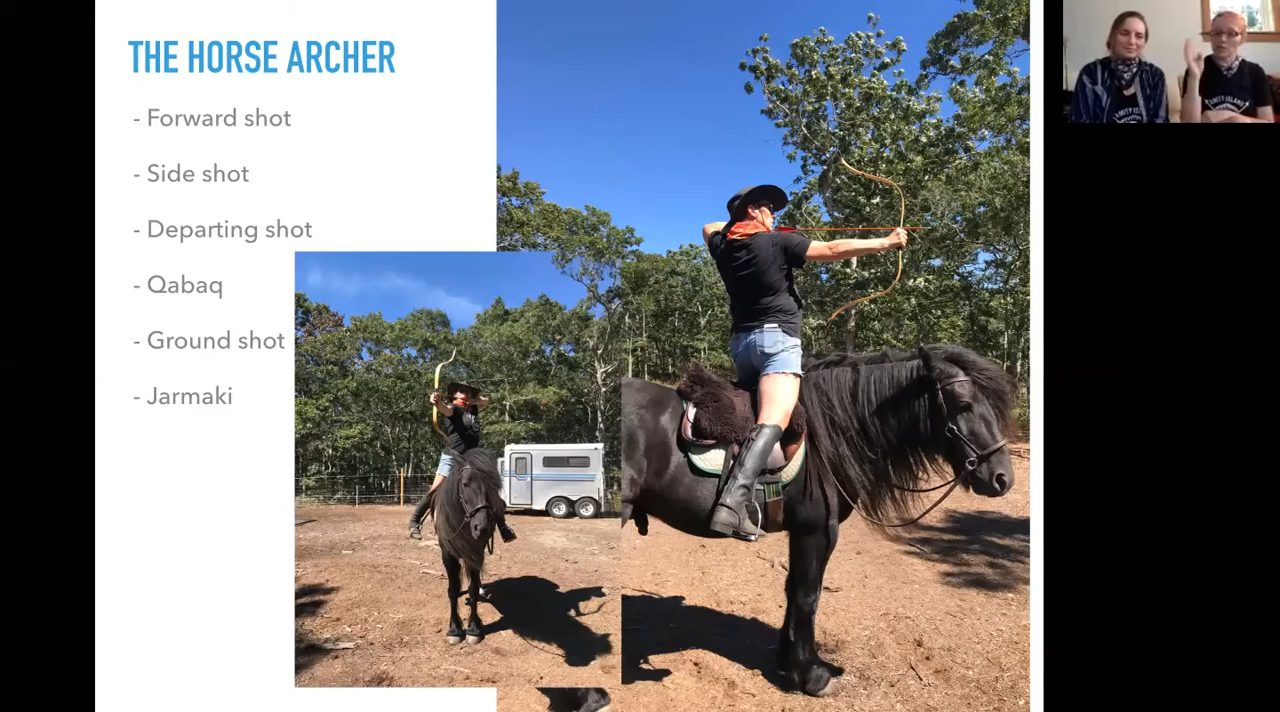 THE HORSE ARCHER
- Forward shot
- Side shot
- Departing shot
- Qabaq
- Ground shot
- Jarmaki